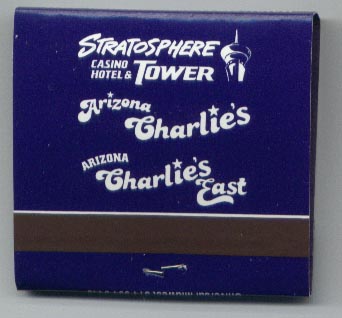 STRATOSPHERE
CASINO
HOTEL & TOWER
Arizona
Charlie's
ARIZONA
Charlie's
East